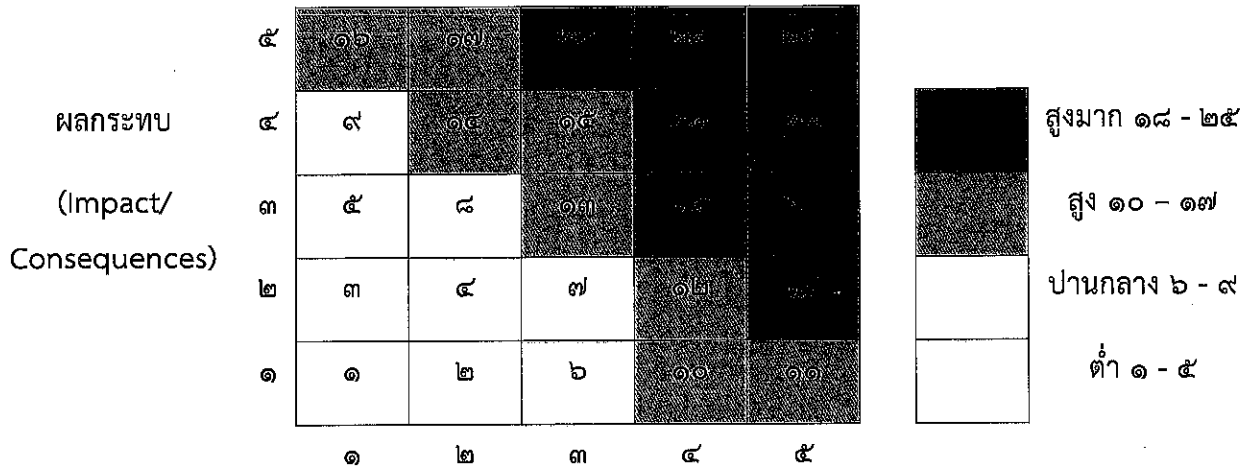 ๕ ๑๖ ๑๗
ผลกระทบ ๔ ๙ ๑๔ ๑๕ สูงมาก ๑๘ - ๒๕
(Impact/ ๓ ๕ ๘ ๑๓ สูง ๑๐ – ๑๗
Consequences)
๒ ๓ ๔ ๗ ๑๒ ปานกลาง ๖ - ๙
๑ ๑ ๒ ๖ ๑๐ ๑๑ ต่ำ ๑ - ๕
๑ ๒ ๓ ๔ ๕